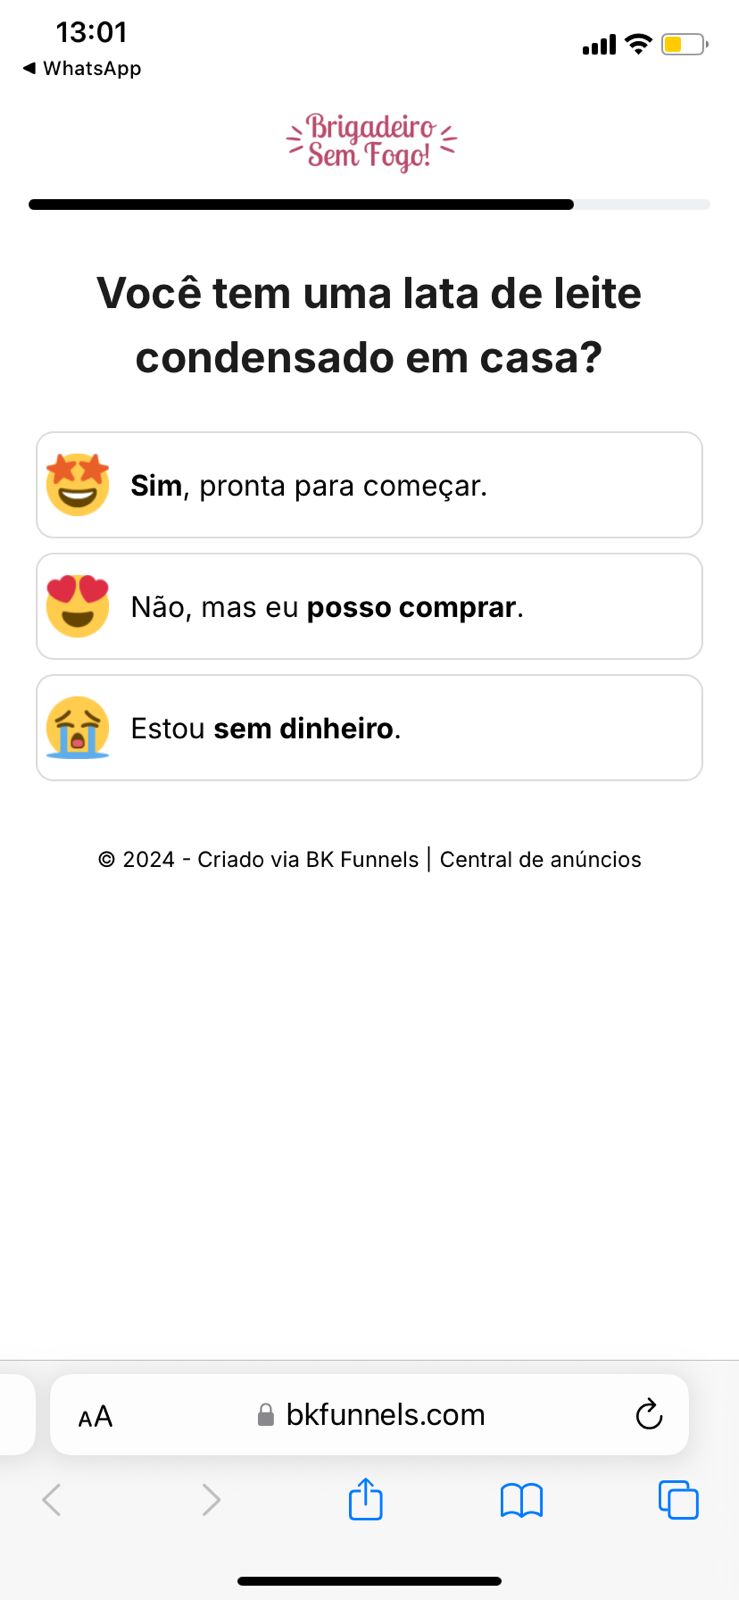 13:01
◀ WhatsApp
Brigadeiro
Sem Fogo!
Você tem uma lata de leite
condensado em casa?
Sim, pronta para começar.
Não, mas eu posso comprar.
Estou sem dinheiro.
© 2024 - Criado via BK Funnels | Central de anúncios
AA bkfunnels.com